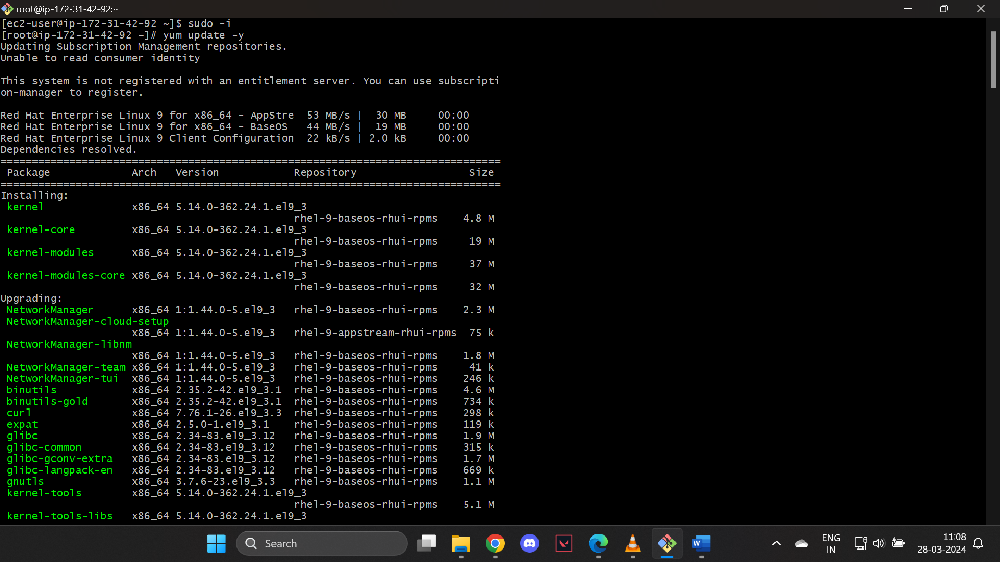 root@ip-172-31-42-92:~
[ec2-user@ip-172-31-42-92 ~]$ sudo -i
[root@ip-172-31-42-92 ~]# yum update -y
Updating Subscription Management repositories.
Unable to read consumer identity
This system is not registered with an entitlement server. You can use subscripti
on-manager to register.
Red Hat Enterprise Linux 9 for x86_64 - AppStre  53 MB/s |  30 MB     00:00
Red Hat Enterprise Linux 9 for x86_64 - BaseOS   44 MB/s |  19 MB     00:00
Red Hat Enterprise Linux 9 Client Configuration  22 kB/s | 2.0 kB     00:00
Dependencies resolved.
================================================================================
 Package             Arch   Version            Repository                  Size
================================================================================
Installing:
 kernel              x86_64 5.14.0-362.24.1.el9_3
                                               rhel-9-baseos-rhui-rpms    4.8 M
 kernel-core         x86_64 5.14.0-362.24.1.el9_3
                                               rhel-9-baseos-rhui-rpms     19 M
 kernel-modules      x86_64 5.14.0-362.24.1.el9_3
                                               rhel-9-baseos-rhui-rpms     37 M
 kernel-modules-core x86_64 5.14.0-362.24.1.el9_3
                                               rhel-9-baseos-rhui-rpms     32 M
Upgrading:
 NetworkManager      x86_64 1:1.44.0-5.el9_3   rhel-9-baseos-rhui-rpms    2.3 M
 NetworkManager-cloud-setup
                     x86_64 1:1.44.0-5.el9_3   rhel-9-appstream-rhui-rpms  75 k
 NetworkManager-libnm
                     x86_64 1:1.44.0-5.el9_3   rhel-9-baseos-rhui-rpms    1.8 M
 NetworkManager-team x86_64 1:1.44.0-5.el9_3   rhel-9-baseos-rhui-rpms     41 k
 NetworkManager-tui  x86_64 1:1.44.0-5.el9_3   rhel-9-baseos-rhui-rpms    246 k
 binutils            x86_64 2.35.2-42.el9_3.1  rhel-9-baseos-rhui-rpms    4.6 M
 binutils-gold       x86_64 2.35.2-42.el9_3.1  rhel-9-baseos-rhui-rpms    734 k
 curl                x86_64 7.76.1-26.el9_3.3  rhel-9-baseos-rhui-rpms    298 k
 expat               x86_64 2.5.0-1.el9_3.1    rhel-9-baseos-rhui-rpms    119 k
 glibc               x86_64 2.34-83.el9_3.12   rhel-9-baseos-rhui-rpms    1.9 M
 glibc-common        x86_64 2.34-83.el9_3.12   rhel-9-baseos-rhui-rpms    315 k
 glibc-gconv-extra   x86_64 2.34-83.el9_3.12   rhel-9-baseos-rhui-rpms    1.7 M
 glibc-langpack-en   x86_64 2.34-83.el9_3.12   rhel-9-baseos-rhui-rpms    669 k
 gnutls              x86_64 3.7.6-23.el9_3.3   rhel-9-baseos-rhui-rpms    1.1 M
 kernel-tools        x86_64 5.14.0-362.24.1.el9_3
                                               rhel-9-baseos-rhui-rpms    5.1 M
 kernel-tools-libs   x86_64 5.14.0-362.24.1.el9_3
Search
W
ENG
IN
11:08
28-03-2024